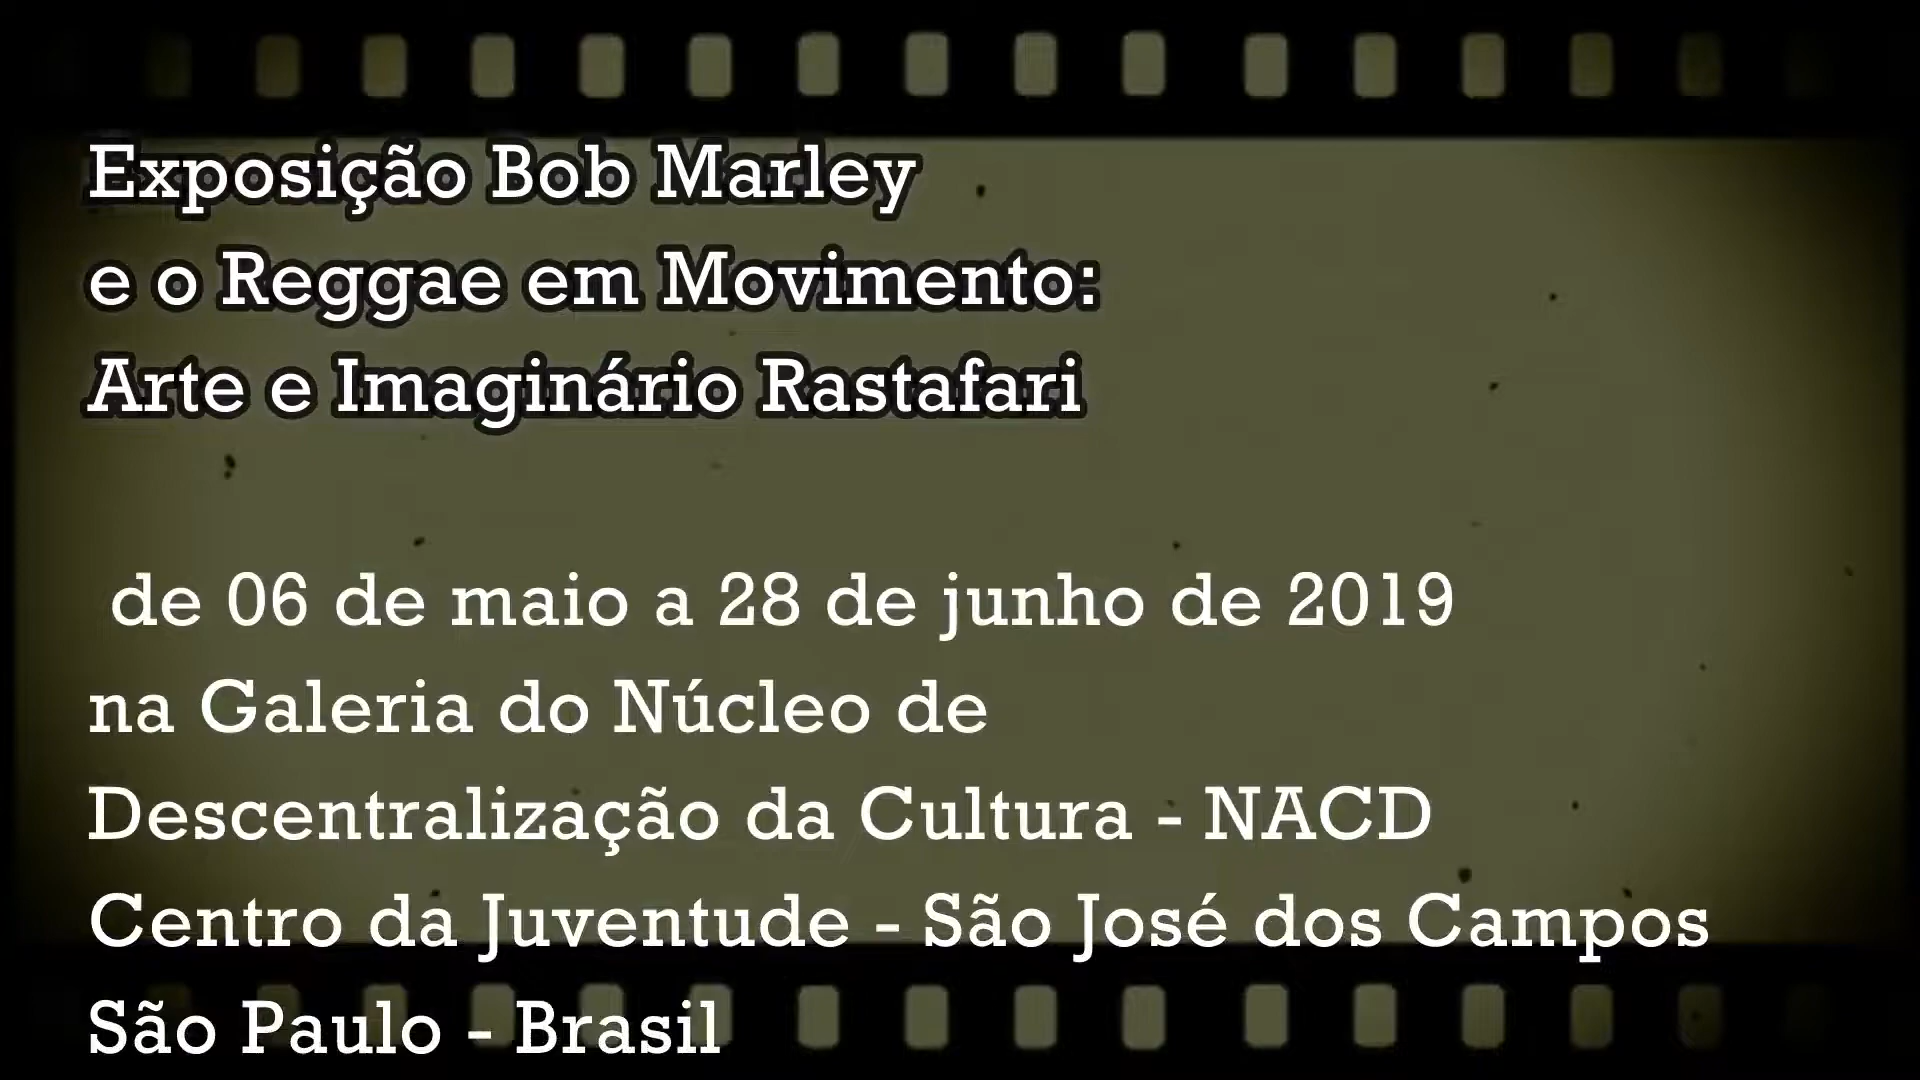 Exposição Bob Marley
e o Reggae em Movimento:
Arte e Imaginário Rastafari
de 06 de maio a 28 de junho de 2019
na Galeria do Núcleo de
Descentralização da Cultura - NACD
Centro da Juventude - São José dos Campos
São Paulo - Brasil